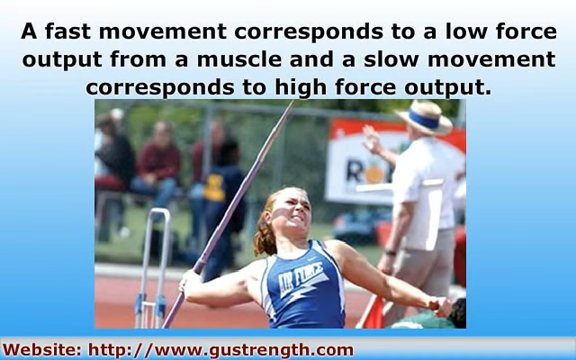 A fast movement corresponds to a low force
output from a muscle and a slow movement
corresponds to high force output.
AIR FORCE
Website: http://www.gustrength.com